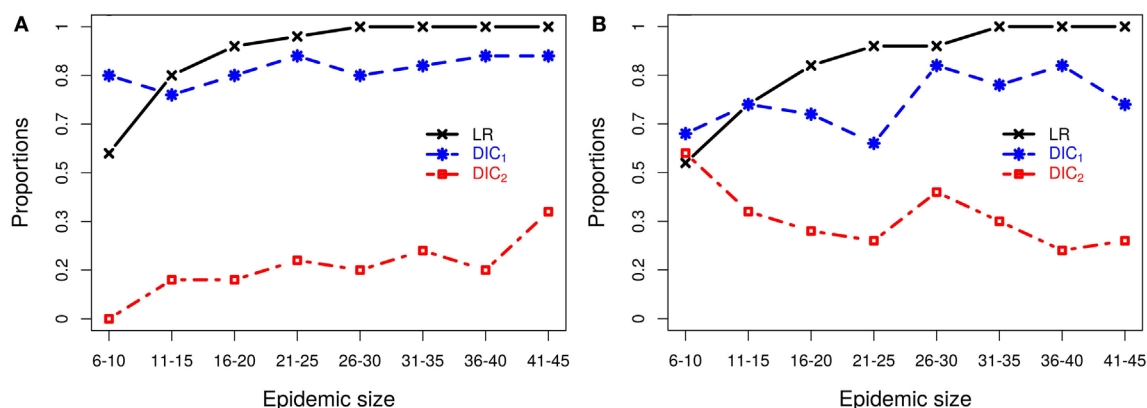 A
Proportions
1
0.8
0.7
0.5
0.3
0.2
0
LR
DIC1
DIC2
6-10 11-15 16-20 21-25 26-30 31-35 36-40 41-45
Epidemic size
B
Proportions
1
0.8
0.7
0.5
0.3
0.2
0
LR
DIC1
DIC2
6-10 11-15 16-20 21-25 26-30 31-35 36-40 41-45
Epidemic size